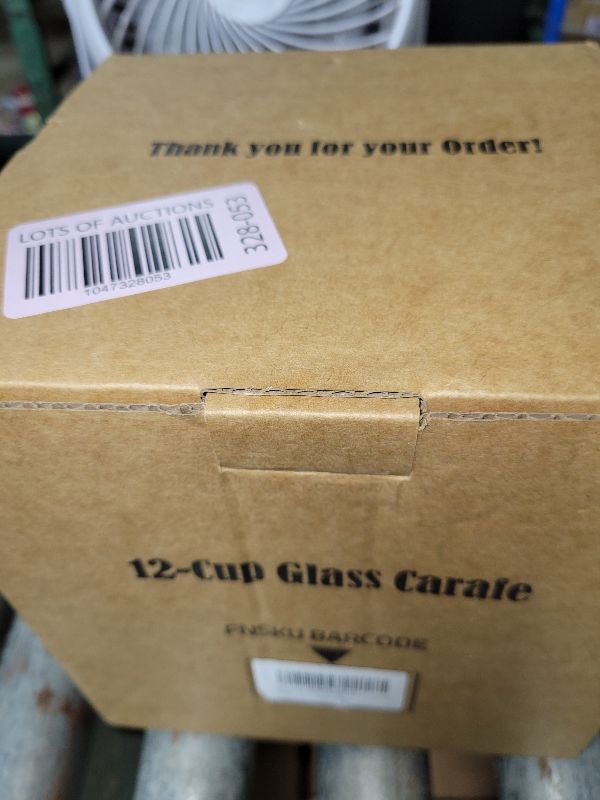 Thank you for your Order!
LOTS OF AUCTIONS
328-053
1047328053
12-Cup Glass Carafe
FNSKU BARCODE